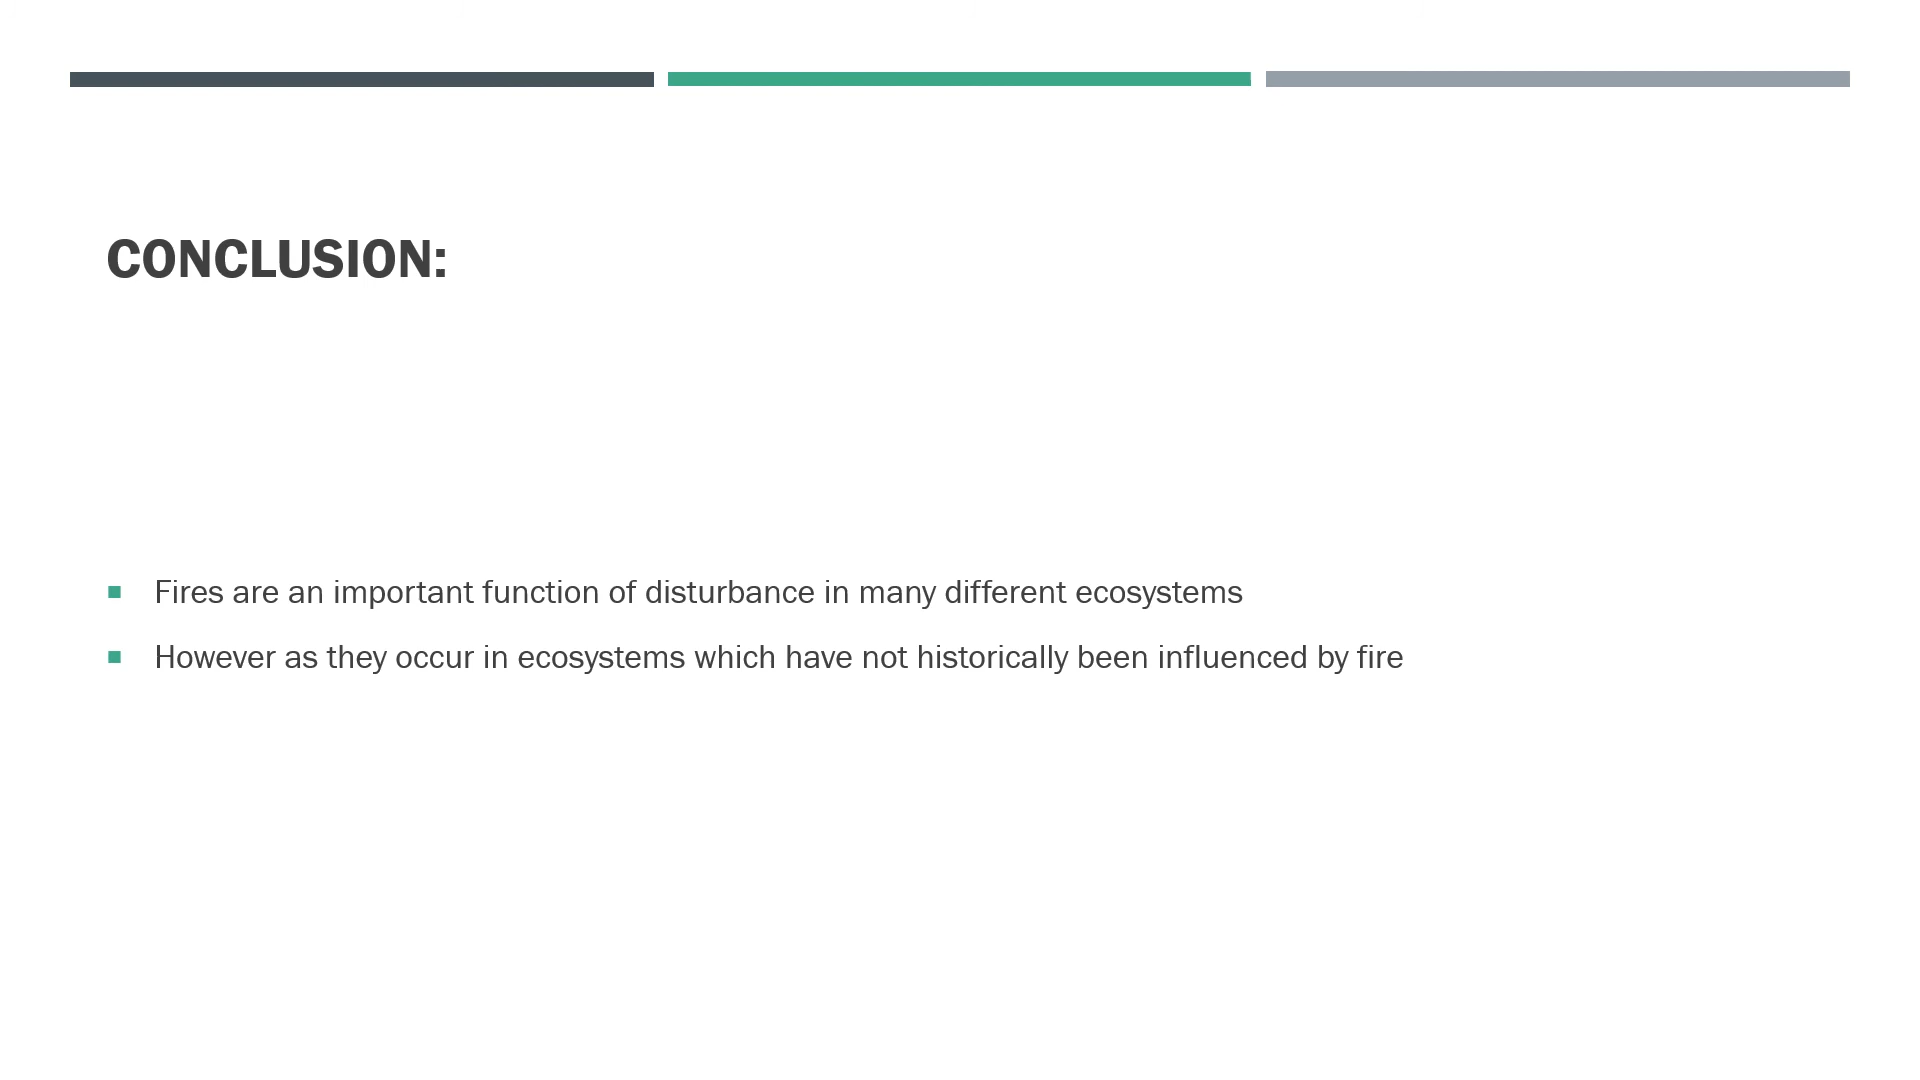 CONCLUSION:
Fires are an important function of disturbance in many different ecosystems
However as they occur in ecosystems which have not historically been influenced by fire